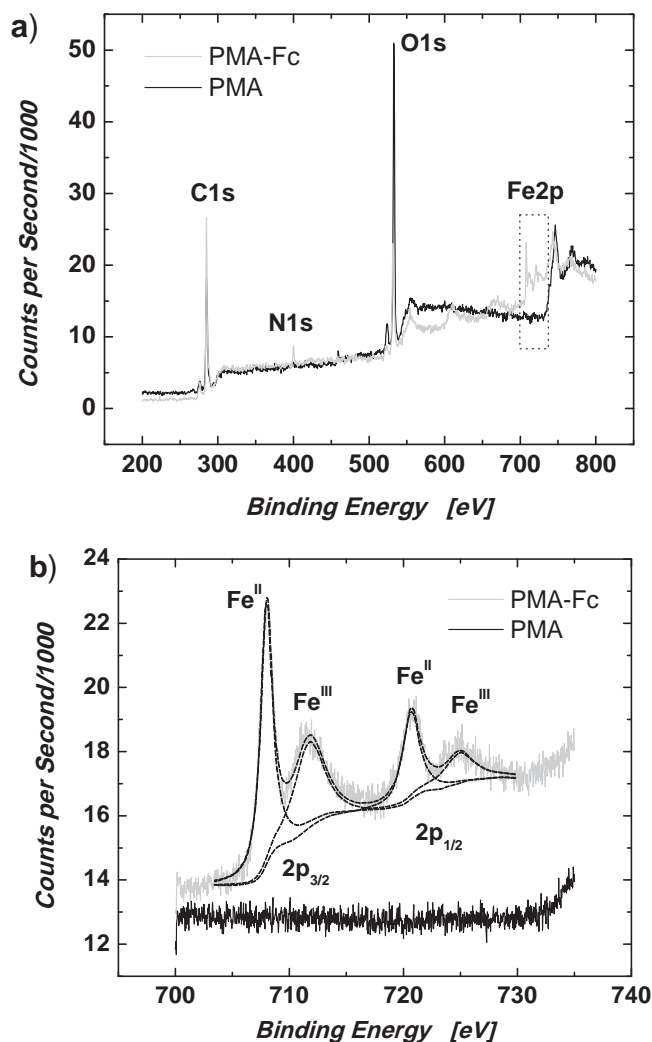 a)
PMA-Fc
PMA
O1s
C1s
N1s
Fe2p
50
40
30
20
10
0
200 300 400 500 600 700 800
Counts per Second/1000
Binding Energy [eV]
b)
PMA-Fc
PMA
Fe^II
Fe^III
Fe^II
Fe^III
2p_3/2
2p_1/2
24
22
20
18
16
14
12
700 710 720 730 740
Counts per Second/1000
Binding Energy [eV]